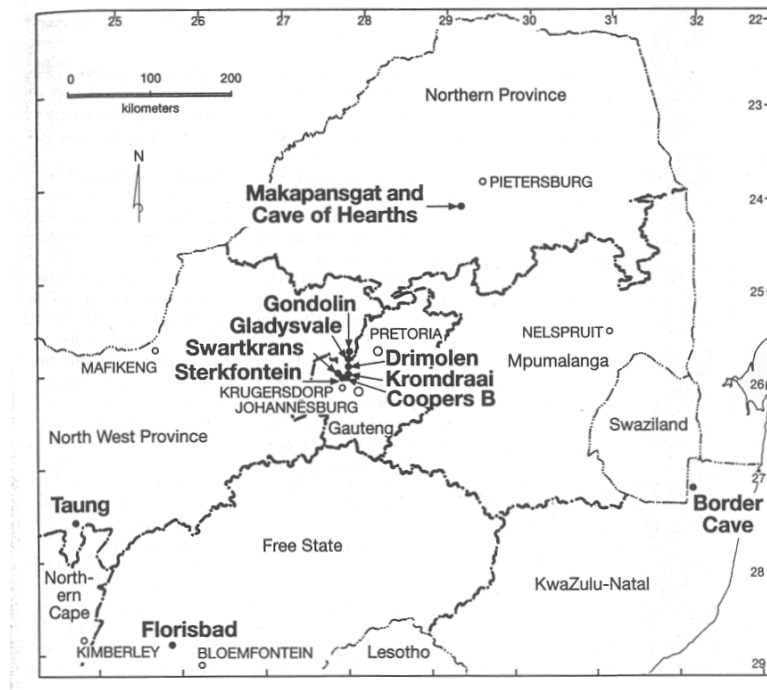 25 26 27 28 29 30 31 32 22
0 100 200
kilometers
Northern Province
23
N
PIETERSBURG
Makapansgat and
Cave of Hearths
24
Gondolin
25
Gladysvale
PRETORIA
Swartkrans
NELSPRUIT
MAFIKENG
Drimolen
Mpumalanga
Sterkfontein
Kromdraai
26
KRUGERSDORP
Coopers B
JOHANNESBURG
Swaziland
North West Province
Gauteng
27
Taung
Border
Cave
Free State
28
North-
ern
Cape
KwaZulu-Natal
Florisbad
KIMBERLEY
BLOEMFONTEIN
Lesotho
29